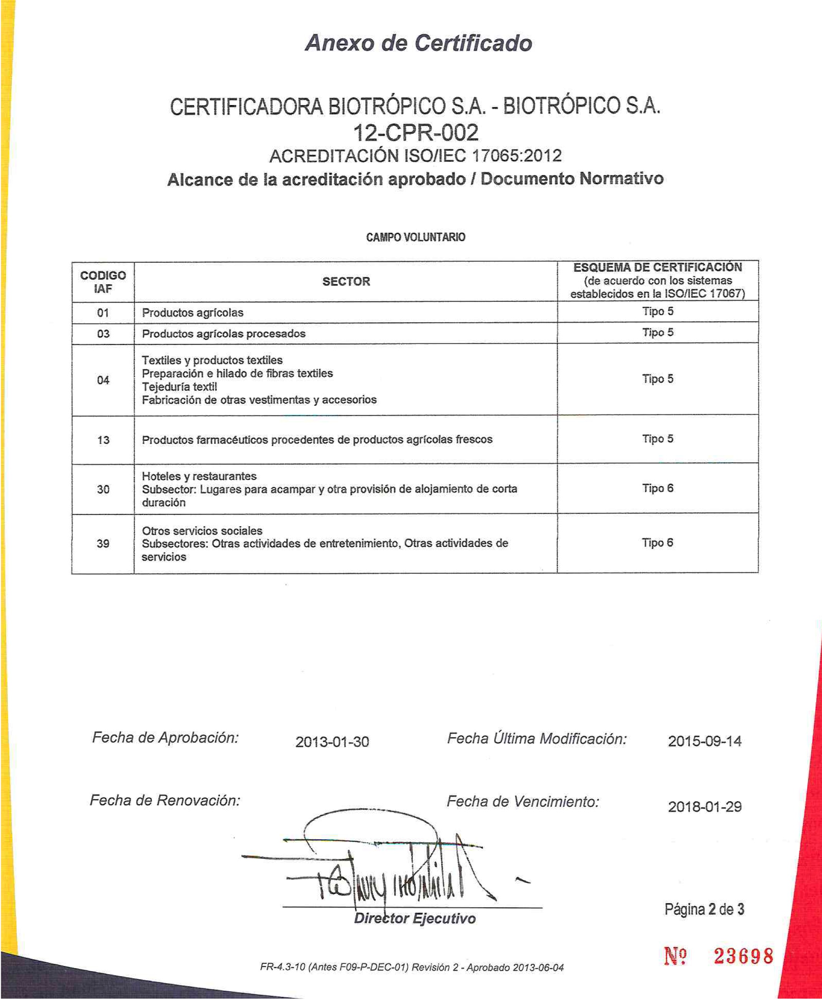 Anexo de Certificado
CERTIFICADORA BIOTRÓPICO S.A. - BIOTRÓPICO S.A.
12-CPR-002
ACREDITACIÓN ISO/IEC 17065:2012
Alcance de la acreditación aprobado / Documento Normativo
CAMPO VOLUNTARIO
CODIGO
IAF
SECTOR
ESQUEMA DE CERTIFICACIÓN
(de acuerdo con los sistemas
establecidos en la ISO/IEC 17067)
01 Productos agrícolas Tipo 5
03 Productos agrícolas procesados Tipo 5
04
Textiles y productos textiles
Preparación e hilado de fibras textiles
Tejeduría textil
Fabricación de otras vestimentas y accesorios
Tipo 5
13 Productos farmacéuticos procedentes de productos agrícolas frescos Tipo 5
30
Hoteles y restaurantes
Subsector: Lugares para acampar y otra provisión de alojamiento de corta
duración
Tipo 6
39
Otros servicios sociales
Subsectores: Otras actividades de entretenimiento, Otras actividades de
servicios
Tipo 6
Fecha de Aprobación: 2013-01-30 Fecha Última Modificación: 2015-09-14
Fecha de Renovación: Fecha de Vencimiento: 2018-01-29
Director Ejecutivo
Página 2 de 3
Nº 23698
FR-4.3-10 (Antes F09-P-DEC-01) Revisión 2 - Aprobado 2013-06-04